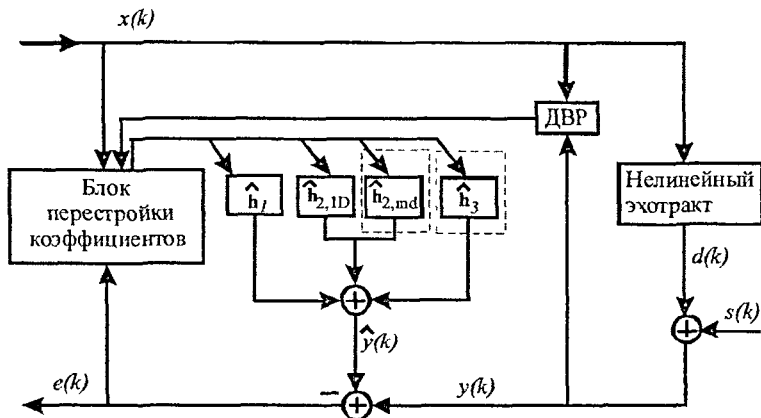 x(k)
ДВР
Блок
перестройки
коэффициентов
ĥ₁
ĥ₂,₁D
ĥ₂,md
ĥ₃
Нелинейный
эхотракт
d(k)
s(k)
+
+
ŷ(k)
e(k)
−
+
y(k)